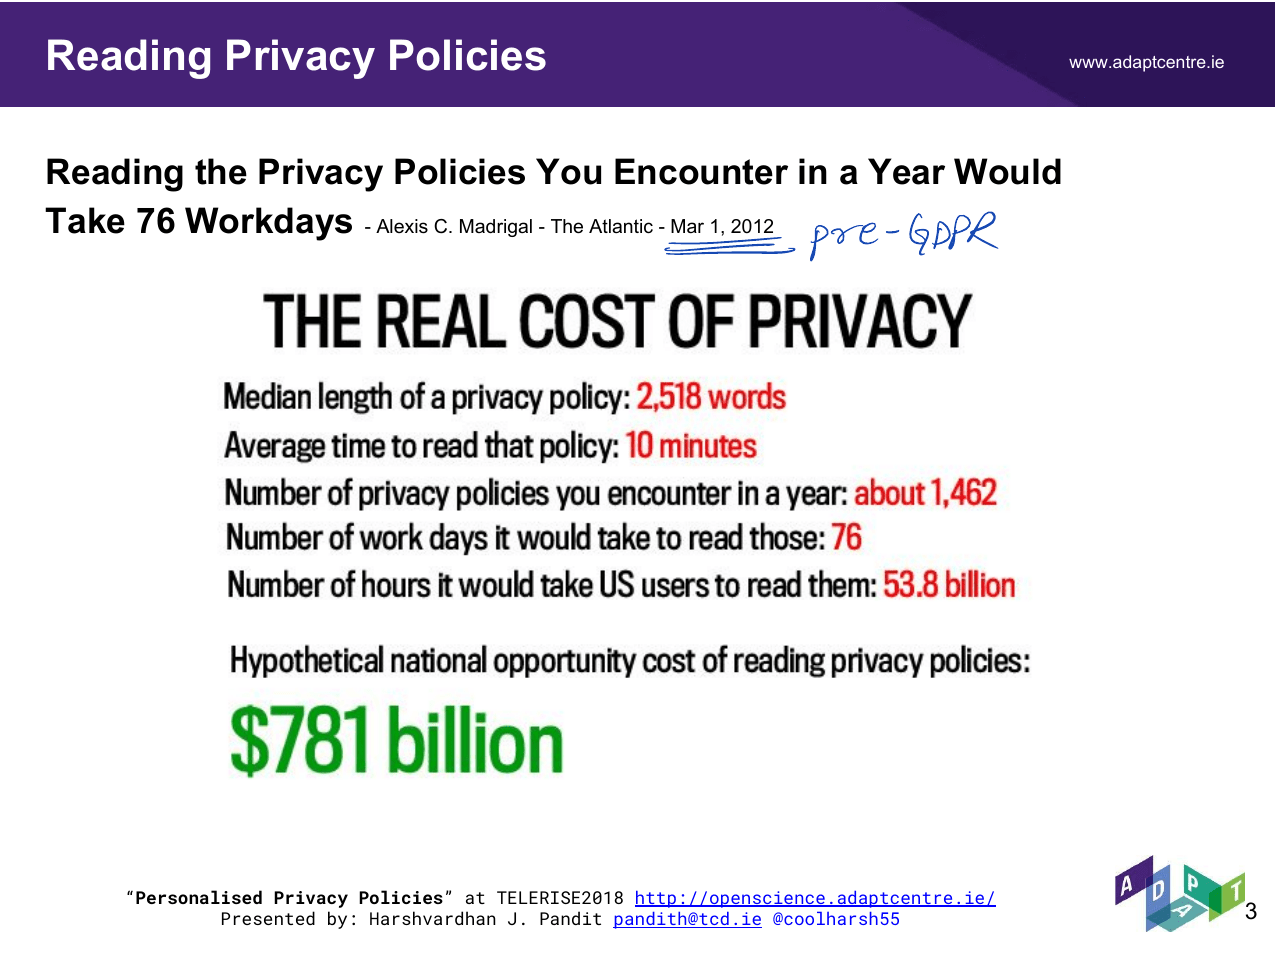 Reading Privacy Policies
www.adaptcentre.ie
Reading the Privacy Policies You Encounter in a Year Would
Take 76 Workdays - Alexis C. Madrigal - The Atlantic - Mar 1, 2012 pre-GDPR
THE REAL COST OF PRIVACY
Median length of a privacy policy: 2,518 words
Average time to read that policy: 10 minutes
Number of privacy policies you encounter in a year: about 1,462
Number of work days it would take to read those: 76
Number of hours it would take US users to read them: 53.8 billion
Hypothetical national opportunity cost of reading privacy policies:
$781 billion
“Personalised Privacy Policies” at TELERISE2018 http://openscience.adaptcentre.ie/
Presented by: Harshvardhan J. Pandit pandith@tcd.ie @coolharsh55
ADAPT
3